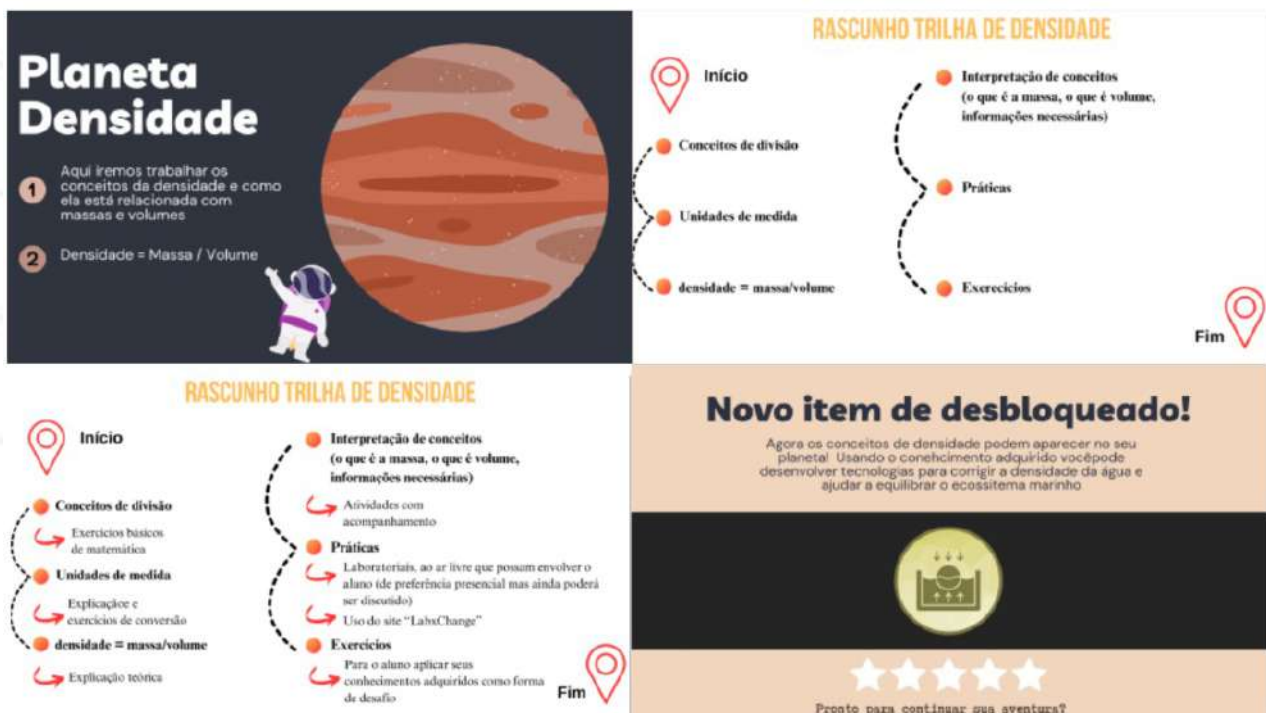 Planeta
Densidade
1
Aqui iremos trabalhar os
conceitos da densidade e como
ela está relacionada com
massas e volumes
2
Densidade = Massa / Volume
RASCUNHO TRILHA DE DENSIDADE
Início
Conceitos de divisão
Unidades de medida
densidade = massa/volume
Interpretação de conceitos
(o que é a massa, o que é volume,
informações necessárias)
Práticas
Exerecícios
Fim
RASCUNHO TRILHA DE DENSIDADE
Início
Conceitos de divisão
Exercícios básicos
de matemática
Unidades de medida
Explicaçãoe e
exercícios de conversão
densidade = massa/volume
Explicação teórica
Interpretação de conceitos
(o que é a massa, o que é volume,
informações necessárias)
Atividades com
acompanhamento
Práticas
Laboratoriais, ao ar livre que possam envolver o
aluno (de preferência presencial mas ainda poderá
ser discutido)
Uso do site “LabxChange”
Exercícios
Para o aluno aplicar seus
conhecimentos adquiridos como forma
de desafio
Fim
Novo item de desbloqueado!
Agora os conceitos de densidade podem aparecer no seu
planeta! Usando o conehcimento adquirido vocêpode
desenvolver tecnologias para corrigir a densidade da água e
ajudar a equilibrar o ecossitema marinho
Pronto para continuar sua aventura?